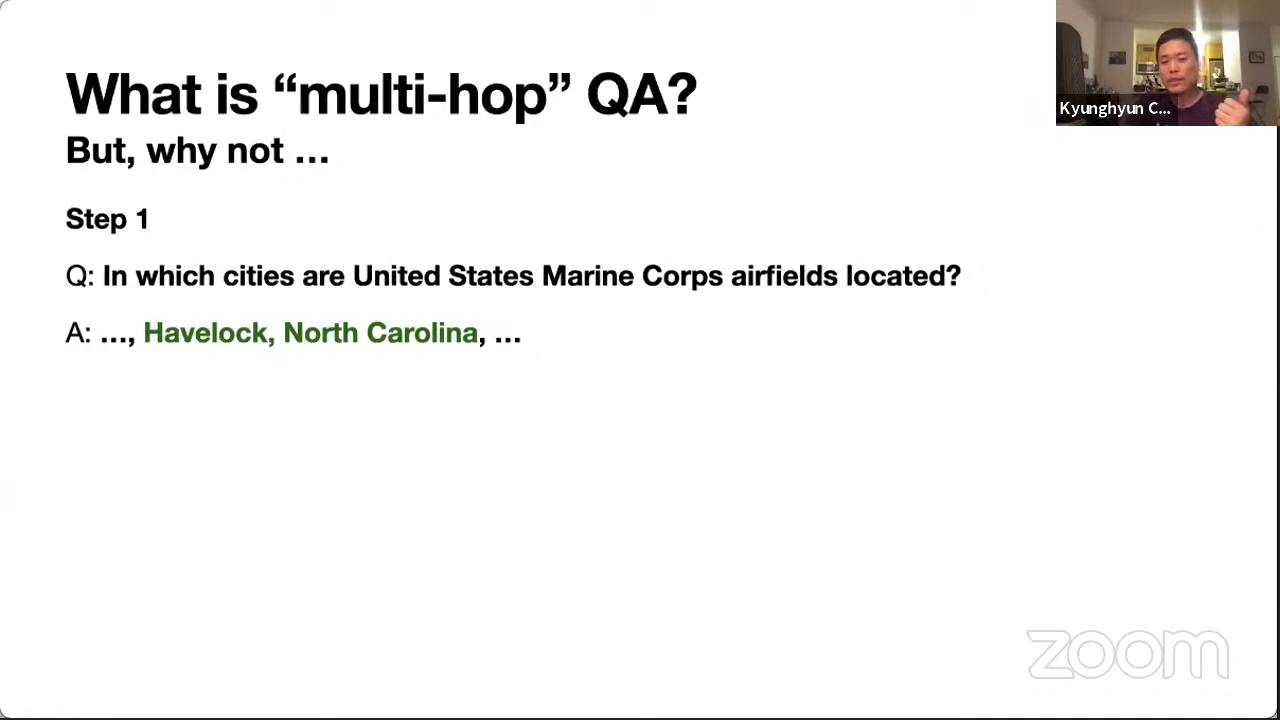 What is “multi-hop” QA?
But, why not …
Step 1
Q: In which cities are United States Marine Corps airfields located?
A: …, Havelock, North Carolina, …
Kyunghyun C...
zoom